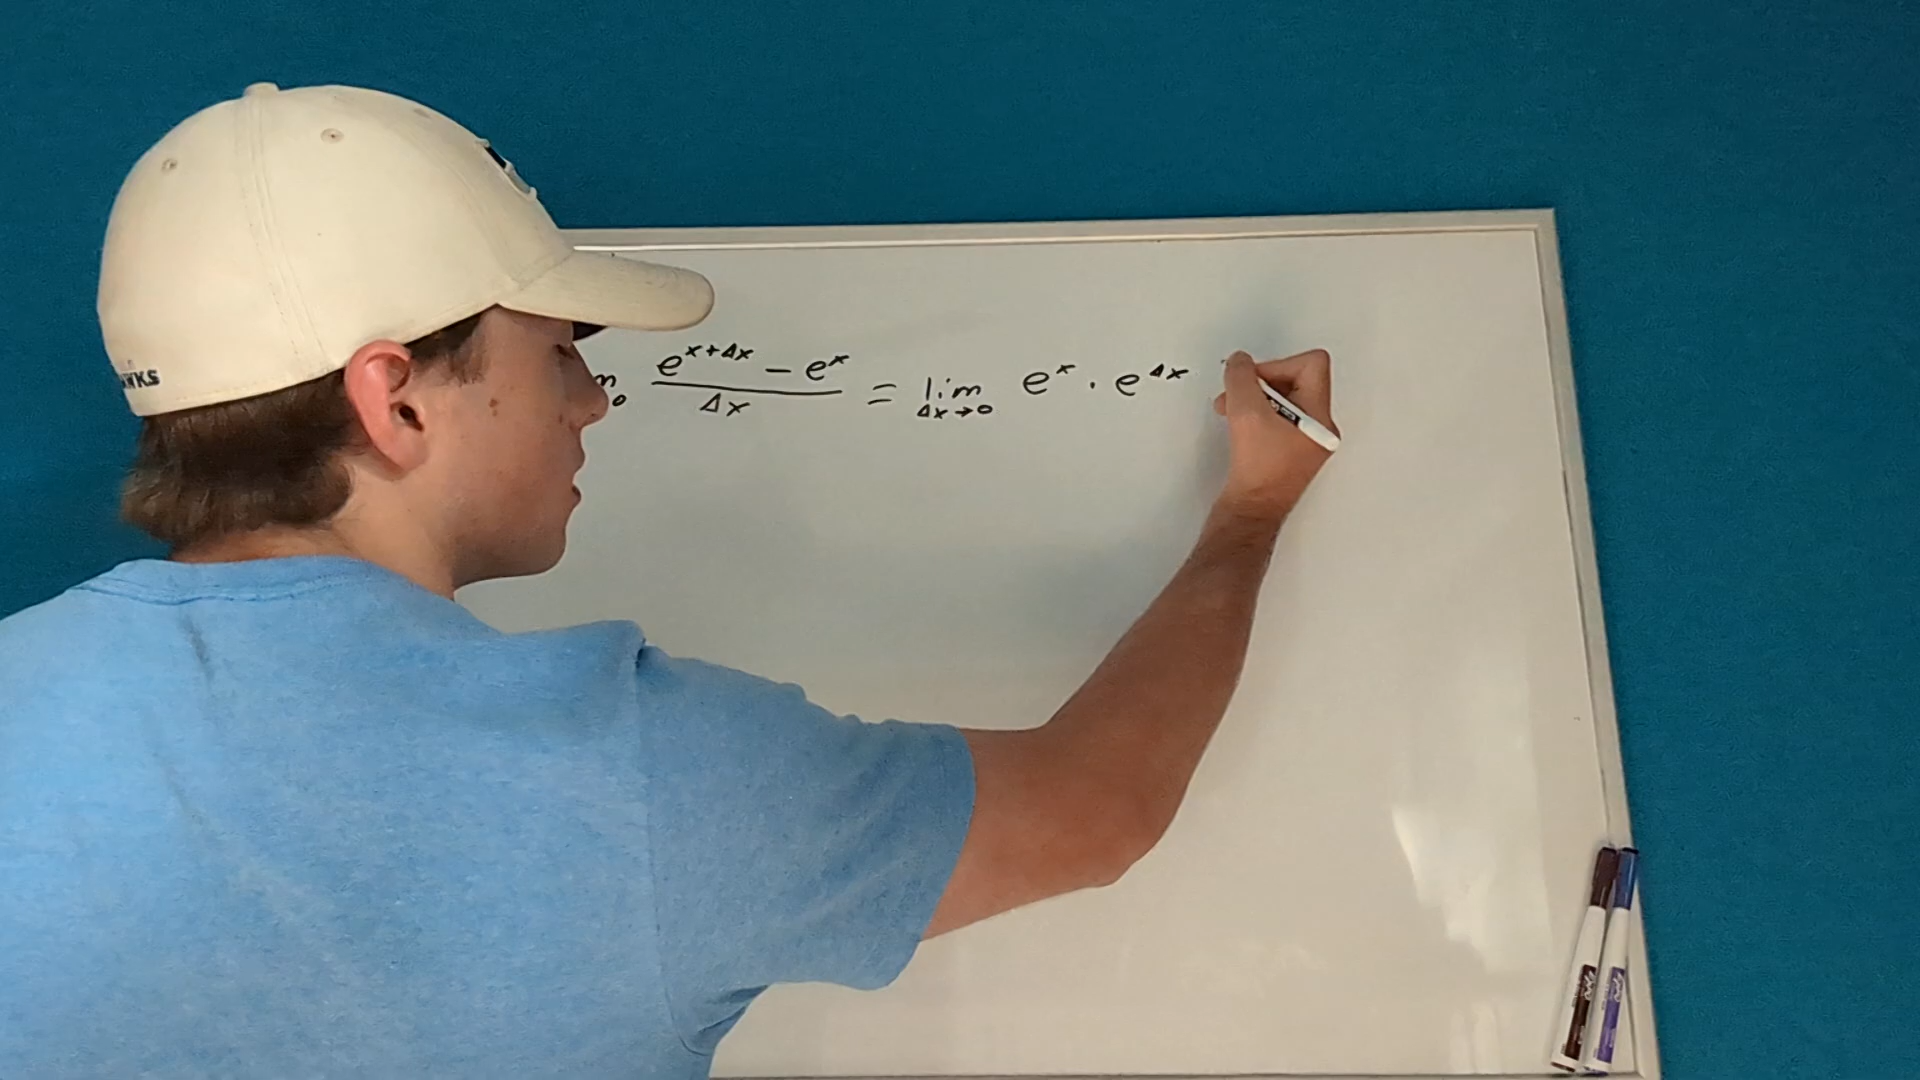 e^{x+Δx} - e^x / Δx = lim Δx→0 e^x · e^{Δx}